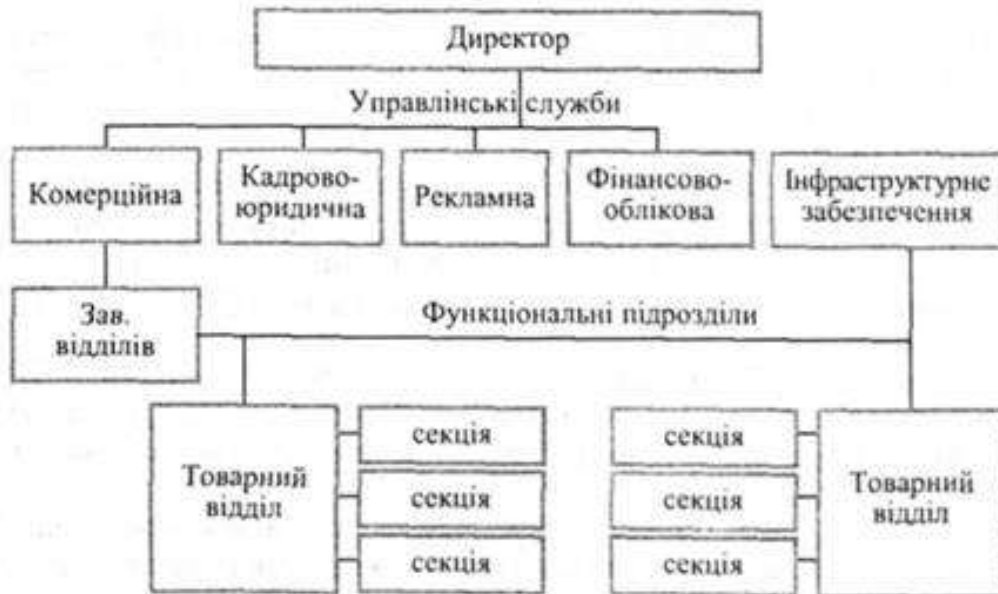 Директор
Управлінські служби
Комерційна
Кадрово-
юридична
Рекламна
Фінансово-
облікова
Інфраструктурне
забезпечення
Зав.
відділів
Функціональні підрозділи
Товарний
відділ
секція
секція
секція
секція
секція
секція
Товарний
відділ